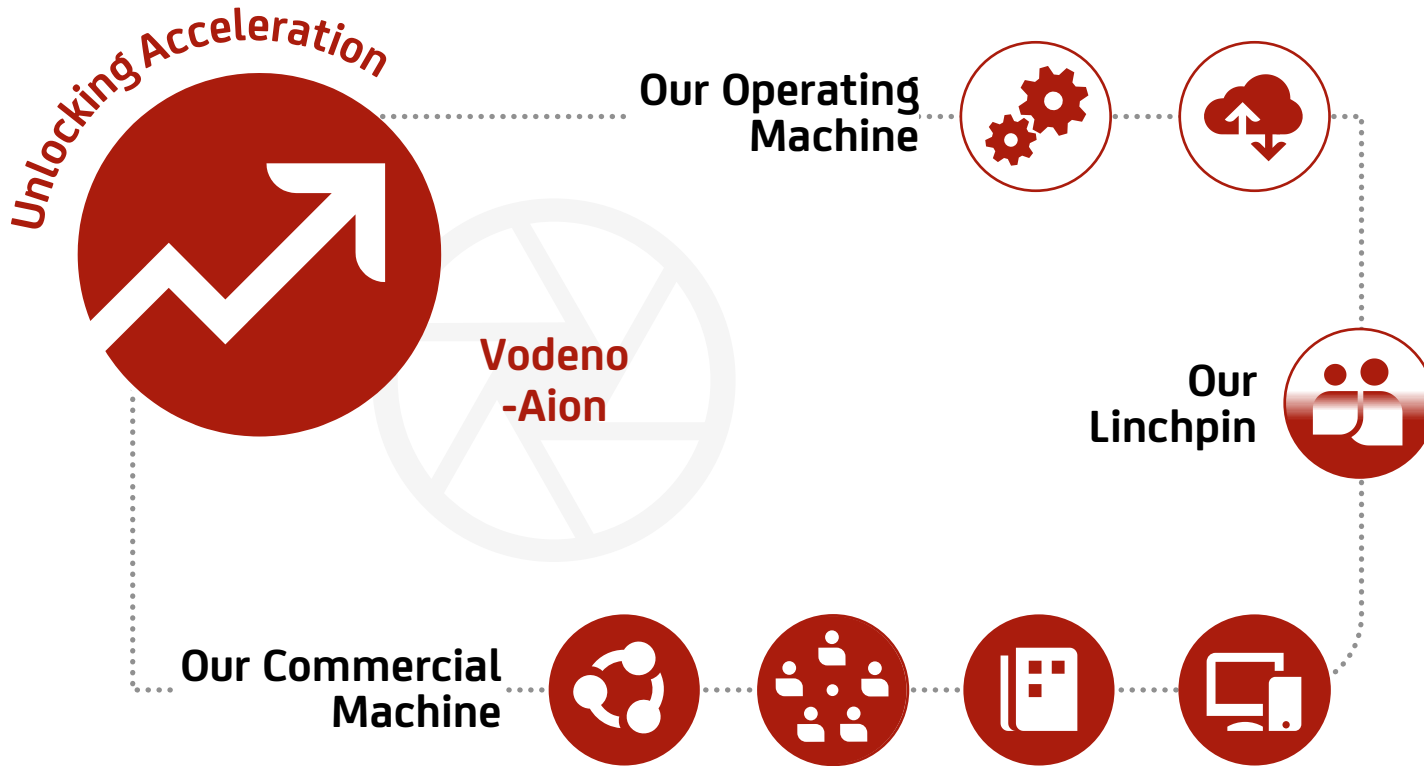 Unlocking Acceleration
Our Operating
Machine
Vodeno
-Aion
Our
Linchpin
Our Commercial
Machine